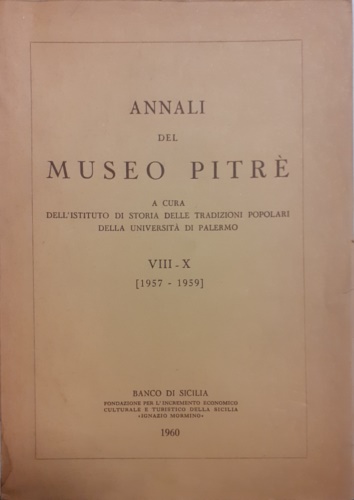 ANNALI
DEL
MUSEO PITRÈ
A CURA
DELL'ISTITUTO DI STORIA DELLE TRADIZIONI POPOLARI
DELLA UNIVERSITÀ DI PALERMO
VIII - X
[1957 - 1959]
BANCO DI SICILIA
FONDAZIONE PER L'INCREMENTO ECONOMICO
CULTURALE E TURISTICO DELLA SICILIA
«IGNAZIO MORMINO»
1960